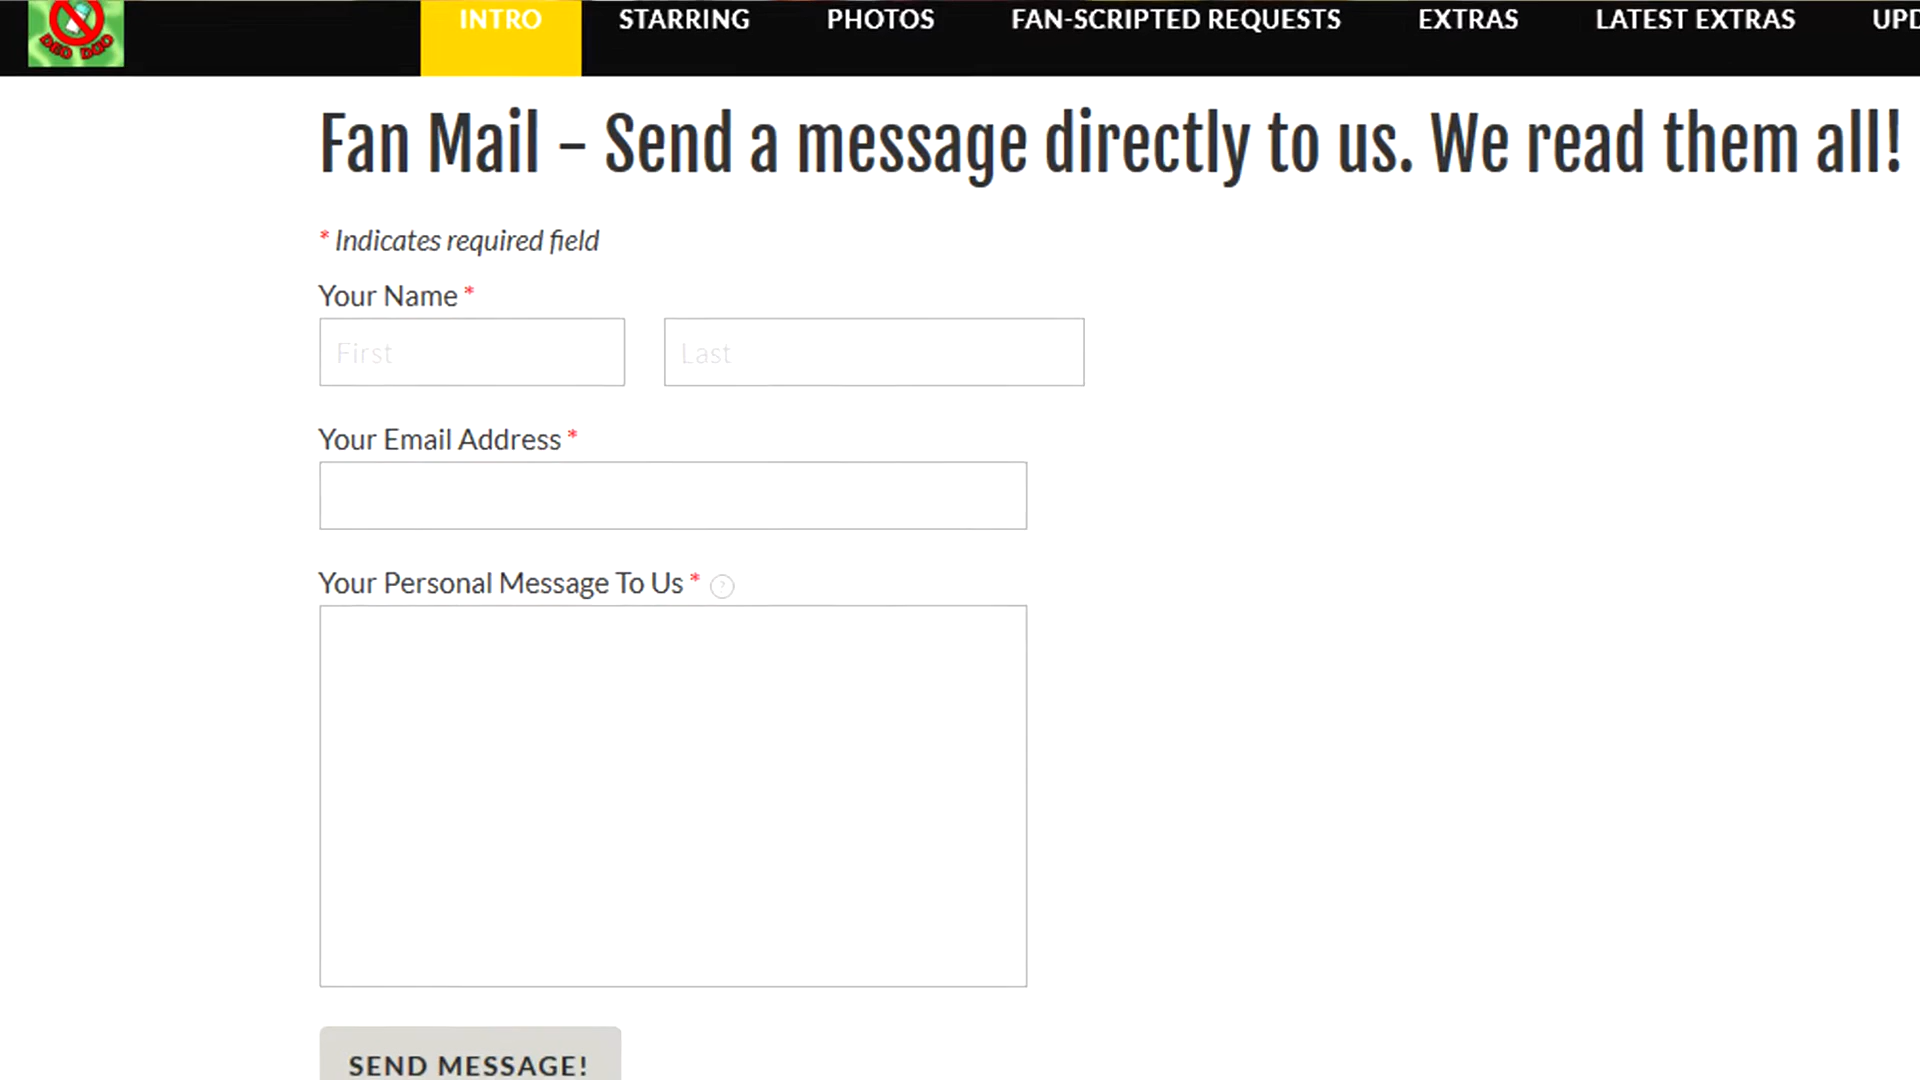 INTRO STARRING PHOTOS FAN-SCRIPTED REQUESTS EXTRAS LATEST EXTRAS UPD
Fan Mail - Send a message directly to us. We read them all!
* Indicates required field
Your Name *
First Last
Your Email Address *
Your Personal Message To Us * ?
SEND MESSAGE!